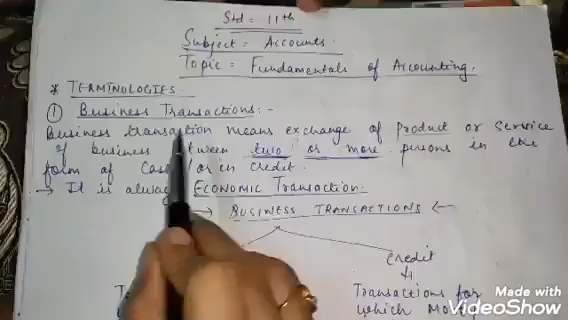 Std = 11th
Subject = Accounts.
Topic = Fundamentals of Accounting.
* TERMINOLOGIES.
① Business Transactions:-
Business transaction means exchange of product or service
of business between two or more persons in the
form of Cash/or in credit.
→ It is always ECONOMIC Transaction.
→ BUSINESS TRANSACTIONS ←
Credit
Transactions for
which
Made with
VideoShow